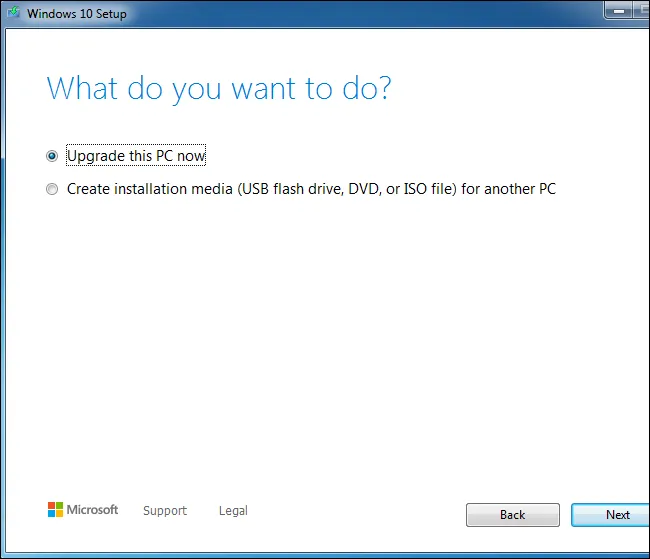 Windows 10 Setup
What do you want to do?
Upgrade this PC now
Create installation media (USB flash drive, DVD, or ISO file) for another PC
Microsoft Support Legal
Back Next